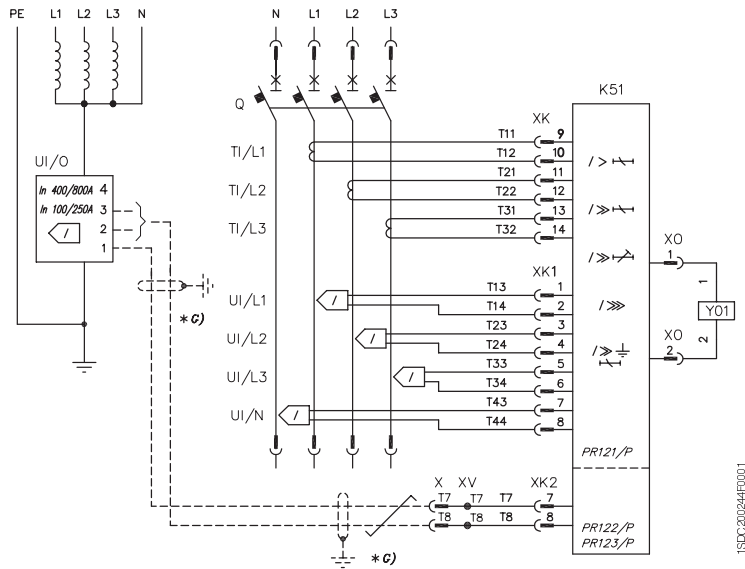 PE L1 L2 L3 N
N L1 L2 L3
Q
K51
XK
UI/O
In 400/800A 4
In 100/250A 3
2
/ 1
TI/L1
TI/L2
TI/L3
T11 9
T12 10
T21 11
T22 12
T31 13
T32 14
/> 
/≫
/≫
/⋙
/≫
XK1
UI/L1
UI/L2
UI/L3
UI/N
/
/
/
/
T13 1
T14 2
T23 3
T24 4
T33 5
T34 6
T43 7
T44 8
XO
1
1
YO1
2
XO
2
*G)
PR121/P
X XV XK2
T7 T7 T7 7
T8 T8 T8 8
*G)
PR122/P
PR123/P
1SDC200244F0001